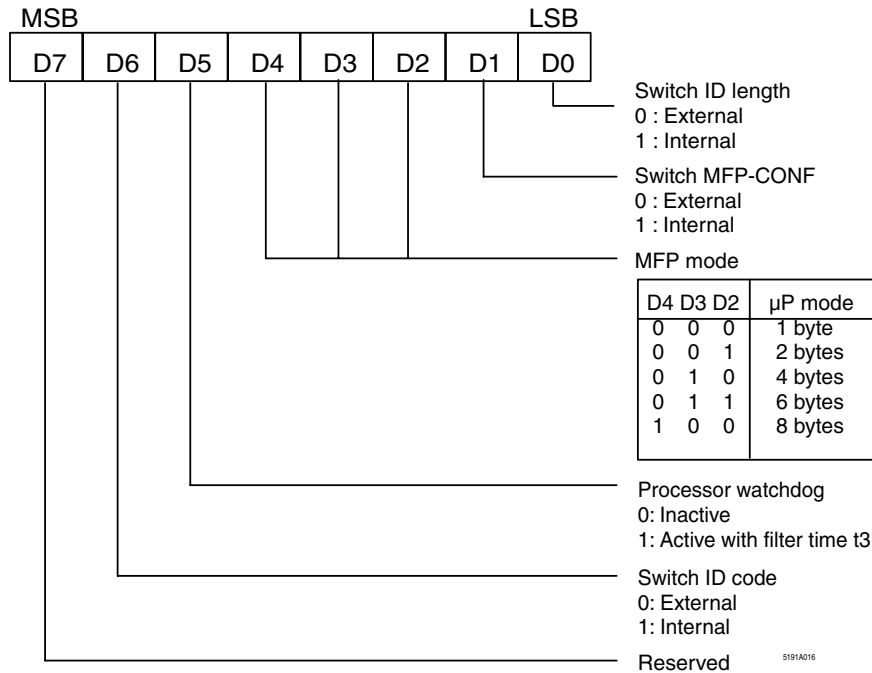 MSB LSB
D7 D6 D5 D4 D3 D2 D1 D0
Switch ID length
0 : External
1 : Internal
Switch MFP-CONF
0 : External
1 : Internal
MFP mode
D4 D3 D2 µP mode
0 0 0 1 byte
0 0 1 2 bytes
0 1 0 4 bytes
0 1 1 6 bytes
1 0 0 8 bytes
Processor watchdog
0: Inactive
1: Active with filter time t3
Switch ID code
0: External
1: Internal
Reserved 5191A016